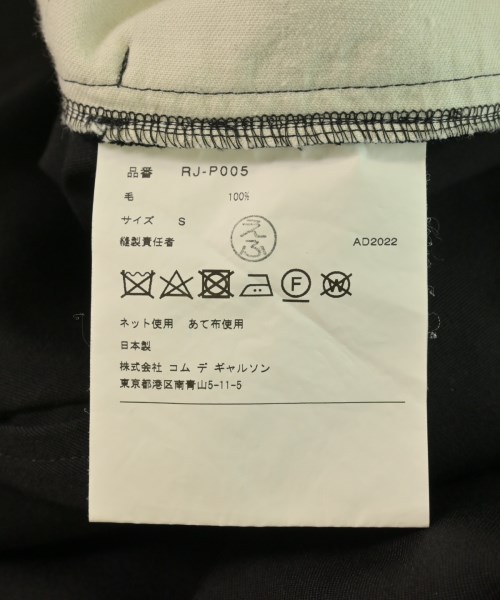 品番 RJ-P005
毛 100%
サイズ S
えふ
縫製責任者 AD2022
F W
ネット使用 あて布使用
日本製
株式会社 コム デ ギャルソン
東京都港区南青山5-11-5